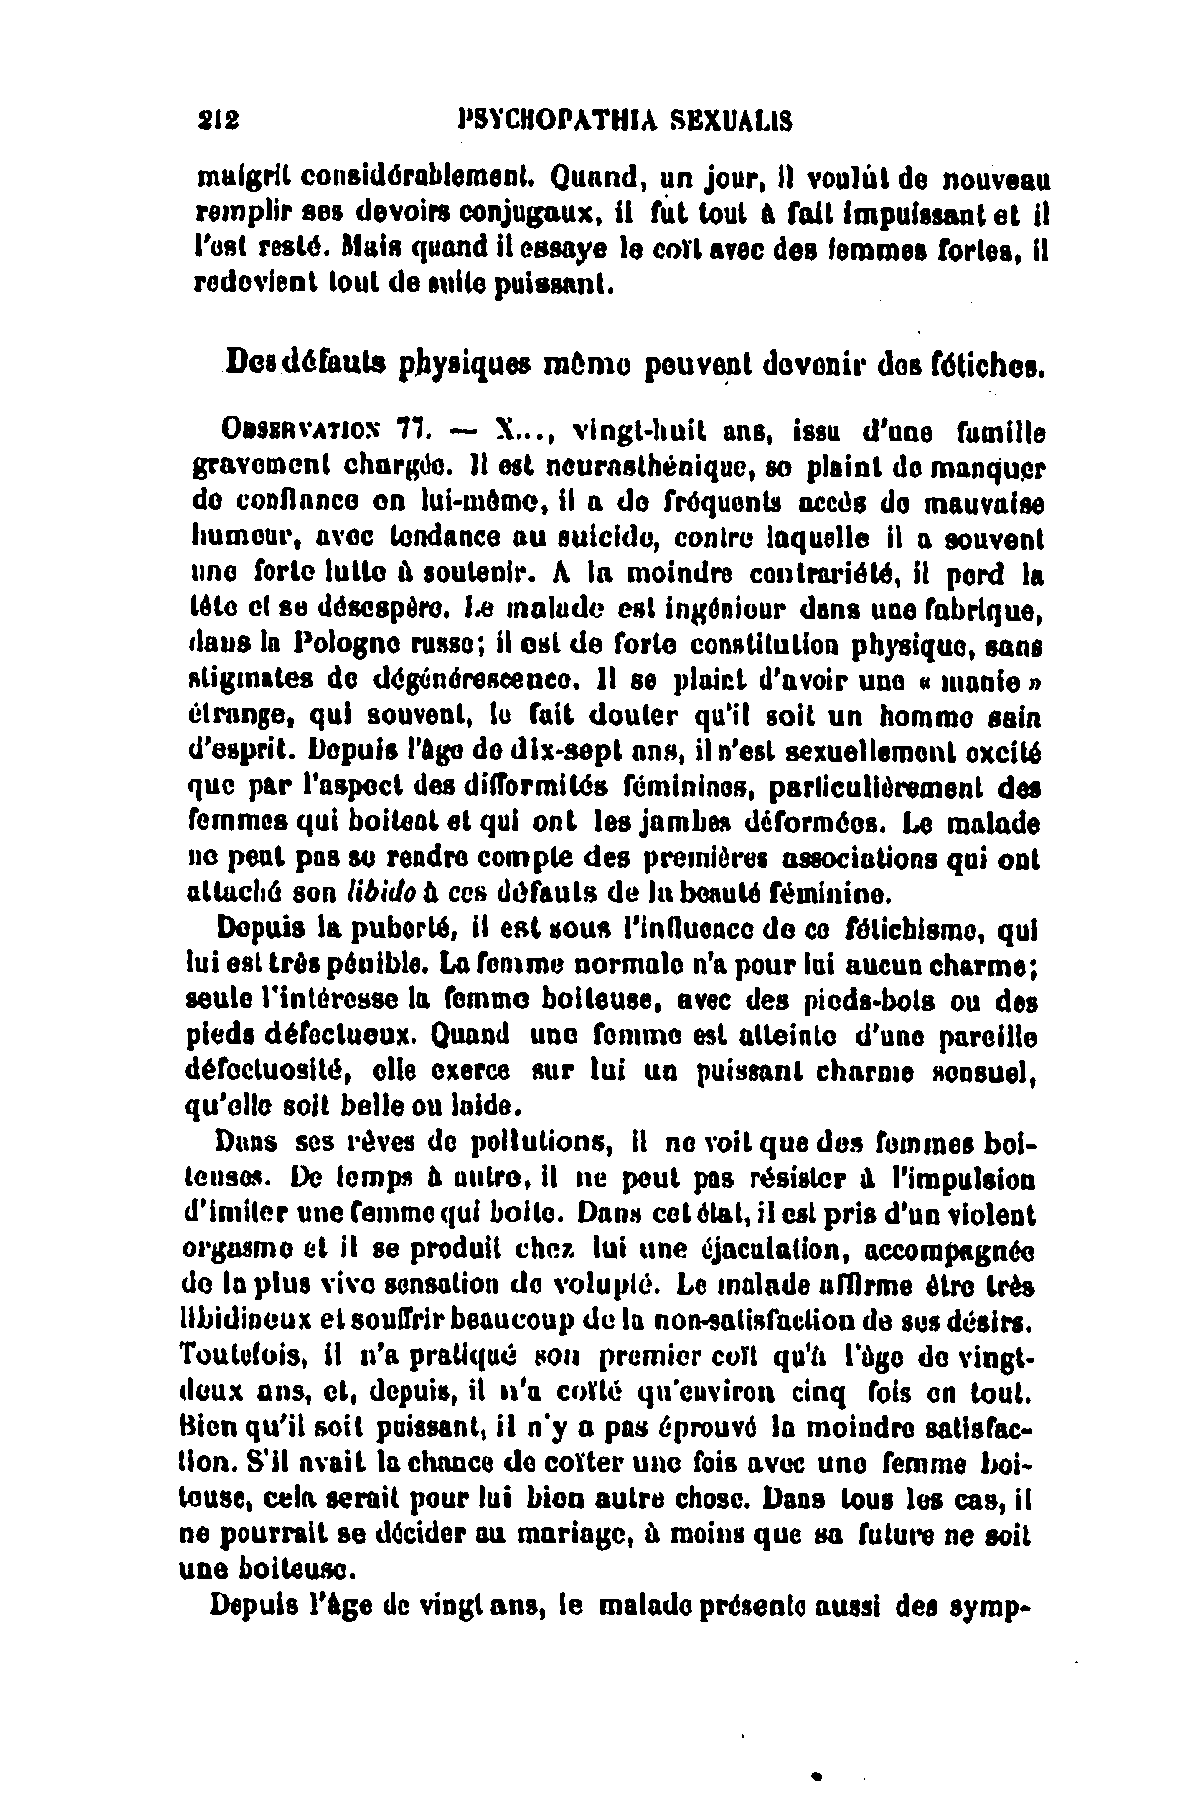 212 PSYCHOPATHIA SEXUALIS
maigrit considérablement. Quand, un jour, il voulût de nouveau
remplir ses devoirs conjugaux, il fut tout à fait impuissant et il
l'est resté. Mais quand il essaye le coït avec des femmes fortes, il
redevient tout de suite puissant.
Des défauts physiques même peuvent devenir des fétiches.
OBSERVATION 77. — X..., vingt-huit ans, issu d'une famille
gravement chargée. Il est neurasthénique, se plaint de manquer
de confiance en lui-même, il a de fréquents accès de mauvaise
humeur, avec tendance au suicide, contre laquelle il a souvent
une forte lutte à soutenir. A la moindre contrariété, il perd la
tête et se désespère. Le malade est ingénieur dans une fabrique,
dans la Pologne russe; il est de forte constitution physique, sans
stigmates de dégénérescence. Il se plaint d'avoir une « manie »
étrange, qui souvent, le fait douter qu'il soit un homme sain
d'esprit. Depuis l'âge de dix-sept ans, il n'est sexuellement excité
que par l'aspect des difformités féminines, particulièrement des
femmes qui boitent et qui ont les jambes déformées. Le malade
ne peut pas se rendre compte des premières associations qui ont
attaché son libido à ces défauts de la beauté féminine.
Depuis la puberté, il est sous l'influence de ce fétichisme, qui
lui est très pénible. La femme normale n'a pour lui aucun charme;
seule l'intéresse la femme boiteuse, avec des pieds-bots ou des
pieds défectueux. Quand une femme est atteinte d'une pareille
défectuosité, elle exerce sur lui un puissant charme sensuel,
qu'elle soit belle ou laide.
Dans ses rêves de pollutions, il ne voit que des femmes boi-
teuses. De temps à autre, il ne peut pas résister à l'impulsion
d'imiter une femme qui boite. Dans cet état, il est pris d'un violent
orgasme et il se produit chez lui une éjaculation, accompagnée
de la plus vive sensation de volupté. Le malade affirme être très
libidineux et souffrir beaucoup de la non-satisfaction de ses désirs.
Toutefois, il n'a pratiqué son premier coït qu'à l'âge de vingt-
deux ans, et, depuis, il n'a coïté qu'environ cinq fois en tout.
Bien qu'il soit puissant, il n'y a pas éprouvé la moindre satisfac-
tion. S'il avait la chance de coïter une fois avec une femme boi-
teuse, cela serait pour lui bien autre chose. Dans tous les cas, il
ne pourrait se décider au mariage, à moins que sa future ne soit
une boiteuse.
Depuis l'âge de vingt ans, le malade présente aussi des symp-